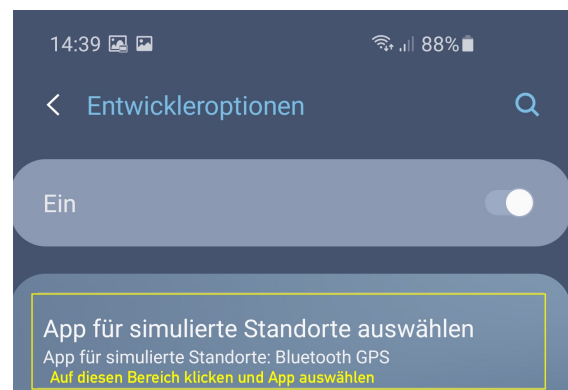 14:39 88%
Entwickleroptionen
Ein
App für simulierte Standorte auswählen
App für simulierte Standorte: Bluetooth GPS
Auf diesen Bereich klicken und App auswählen